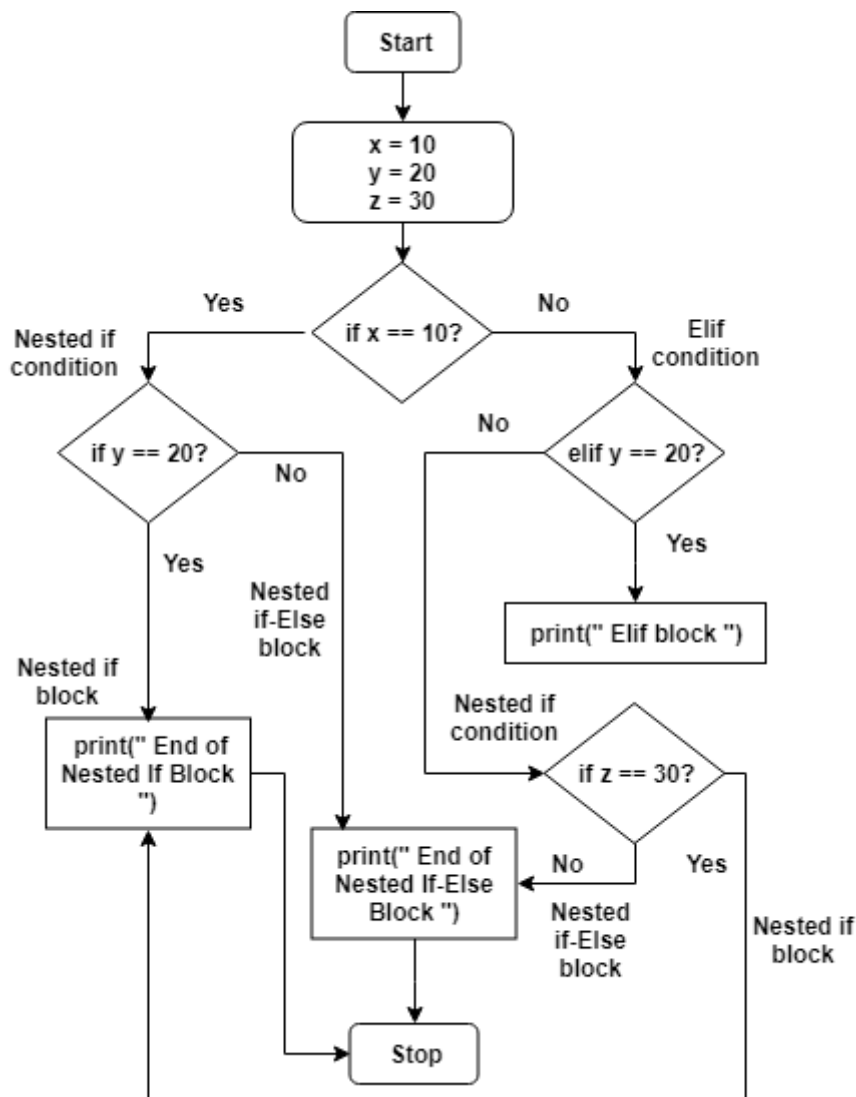 Start
x = 10
y = 20
z = 30
Yes
No
if x == 10?
Nested if
condition
Elif
condition
if y == 20?
No
No
elif y == 20?
Yes
Yes
Nested
if-Else
block
print(" Elif block ")
Nested if
block
Nested if
condition
print(" End of
Nested If Block
")
if z == 30?
print(" End of
Nested If-Else
Block ")
No
Yes
Nested
if-Else
block
Nested if
block
Stop